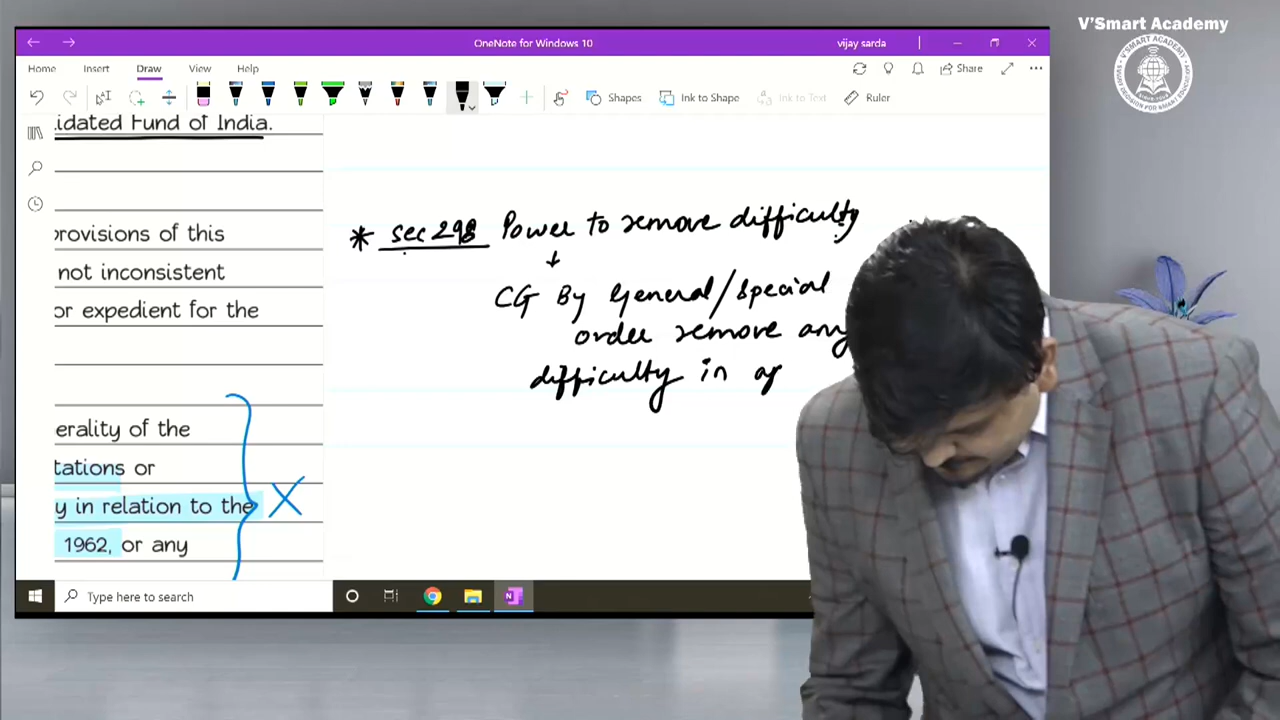 V'Smart Academy
OneNote for Windows 10
vijay sarda
Home Insert Draw View Help
Share
Shapes Ink to Shape Ink to Text Ruler
idated Fund of India.
provisions of this
not inconsistent
or expedient for the
erality of the
tations or
y in relation to the
1962, or any
* Sec 298 Power to remove difficulty
CG By General/Special
order remove any
difficulty in
Type here to search